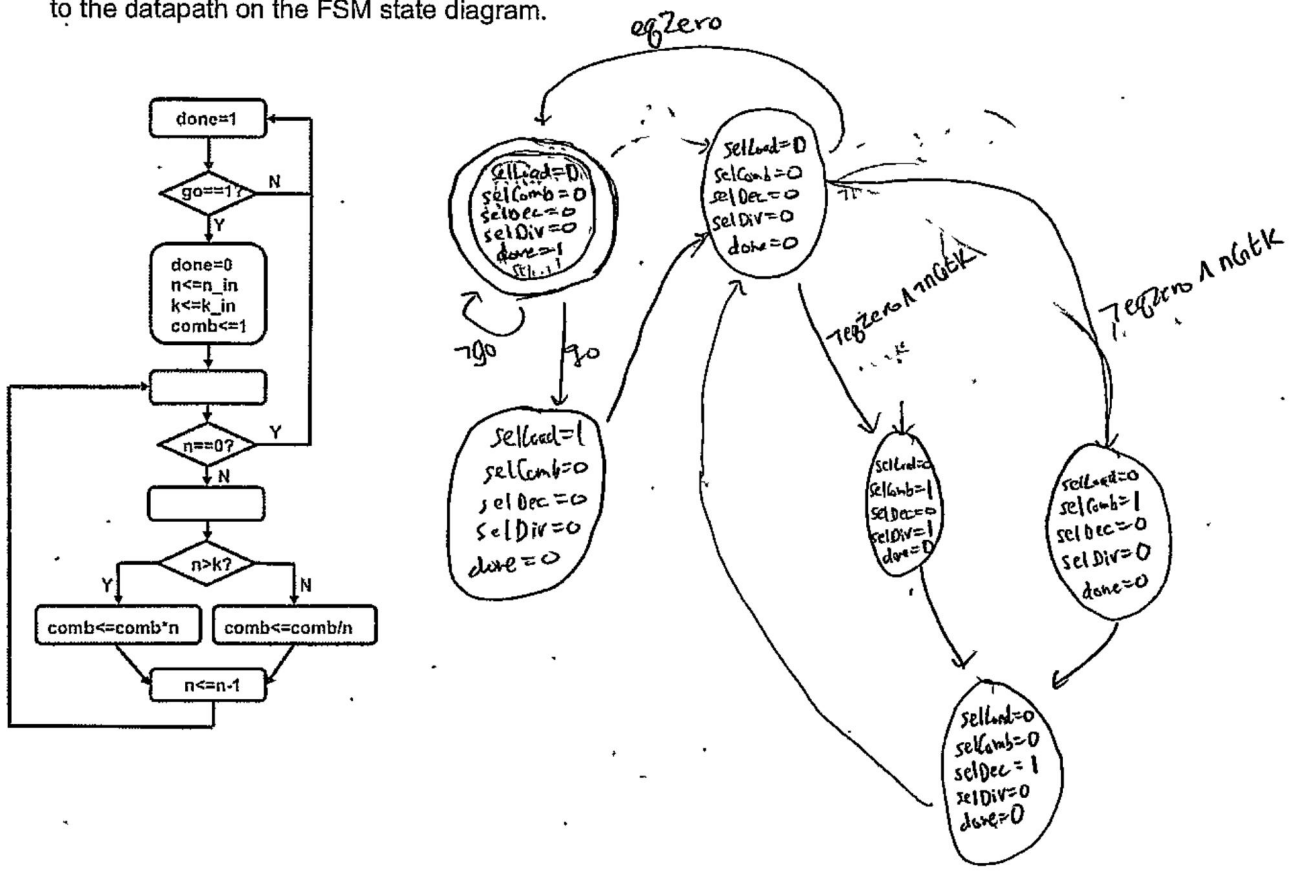 to the datapath on the FSM state diagram.
eqZero
done=1
go==1?
N
Y
done=0
n<=n_in
k<=k_in
comb<=1
n==0?
Y
N
n>k?
Y
N
comb<=comb*n
comb<=comb/n
n<=n-1
selLoad=0
selComb=0
selDec=0
selDiv=0
done=1
¬go
go
selLoad=0
selComb=0
selDec=0
selDiv=0
done=0
¬eqZero ∧ ¬nGtK
¬eqZero ∧ nGtK
selLoad=1
selComb=0
selDec=0
selDiv=0
done=0
selLoad=0
selComb=1
selDec=0
selDiv=1
done=0
selLoad=0
selComb=1
selDec=0
selDiv=0
done=0
selLoad=0
selComb=0
selDec=1
selDiv=0
done=0